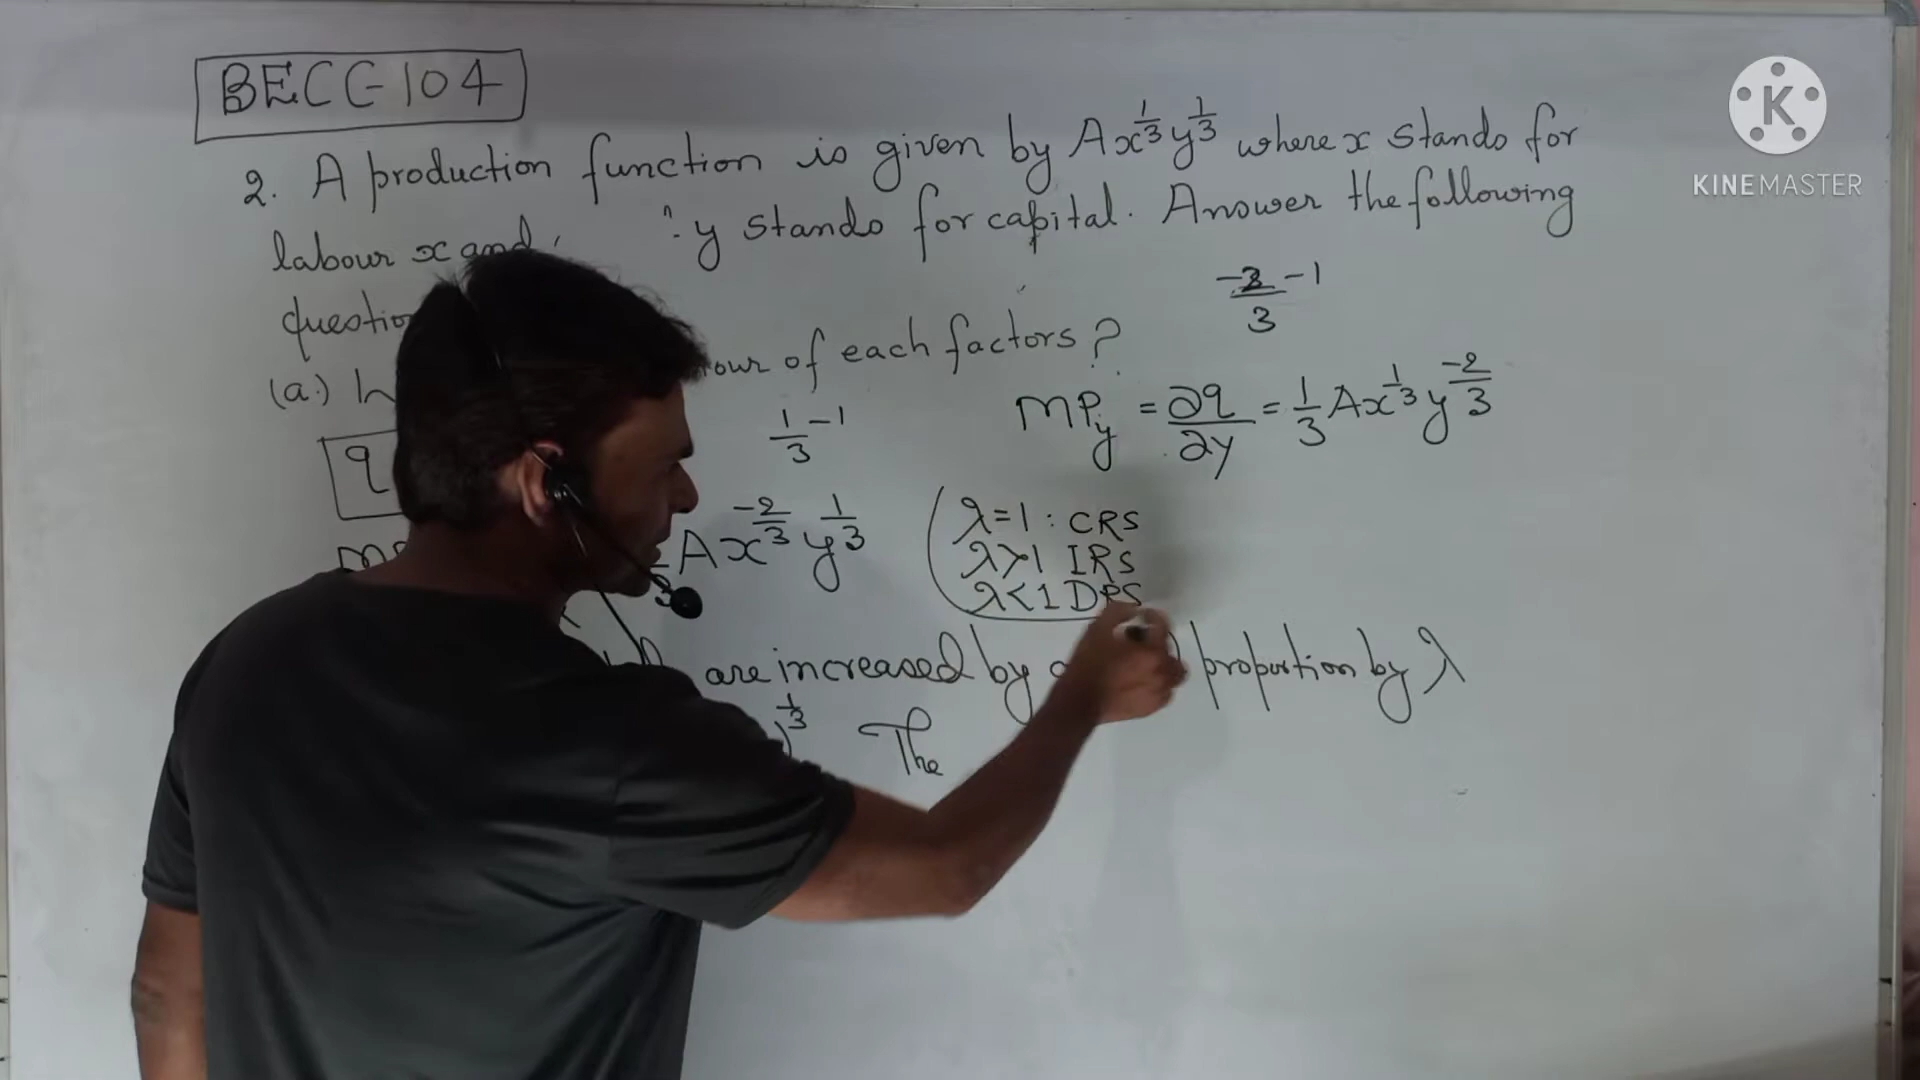 BECC-104
KINEMASTER
2. A production function is given by Ax^{1/3}y^{1/3} where x stands for
labour x and y stands for capital. Answer the following
question
(a.) of each factors?
-2/3 - 1
1/3 - 1
MPy = ∂q/∂y = 1/3 Ax^{1/3}y^{-2/3}
q
Ax^{-2/3}y^{1/3}
λ=1 : CRS
λ>1 IRS
λ<1 DRS
are increased by proportion by λ
1/3 The